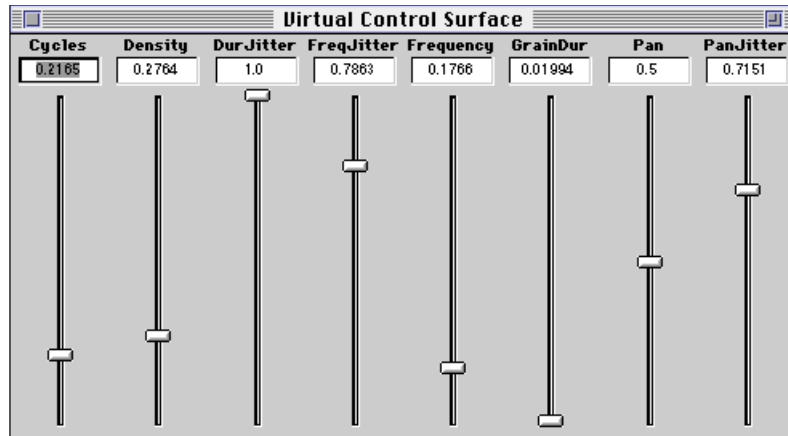 Virtual Control Surface
Cycles Density DurJitter FreqJitter Frequency GrainDur Pan PanJitter
0.2165 0.2764 1.0 0.7863 0.1766 0.01994 0.5 0.7151